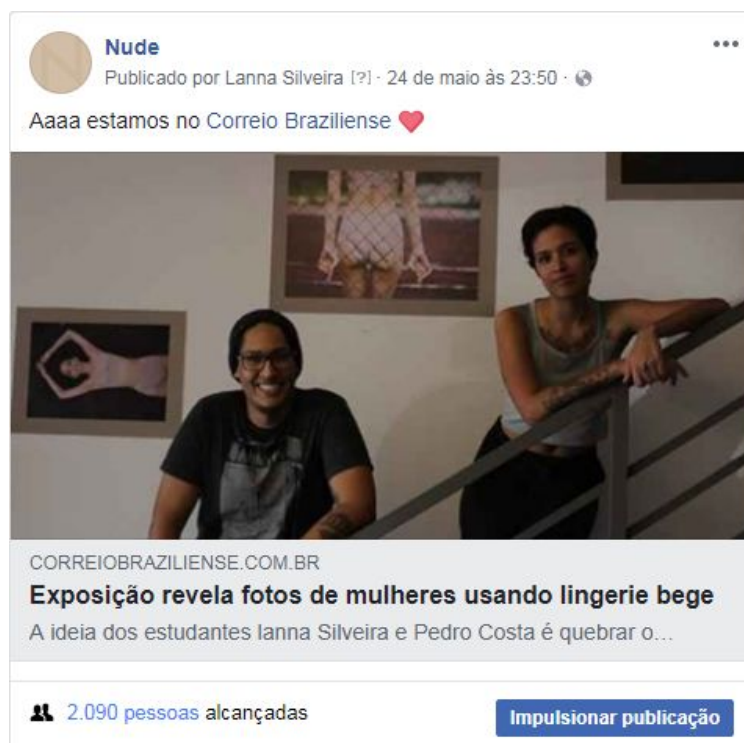 Nude
Publicado por Lanna Silveira [?] · 24 de maio às 23:50 ·
Aaaa estamos no Correio Braziliense
CORREIOBRAZILIENSE.COM.BR
Exposição revela fotos de mulheres usando lingerie bege
A ideia dos estudantes lanna Silveira e Pedro Costa é quebrar o...
2.090 pessoas alcançadas
Impulsionar publicação